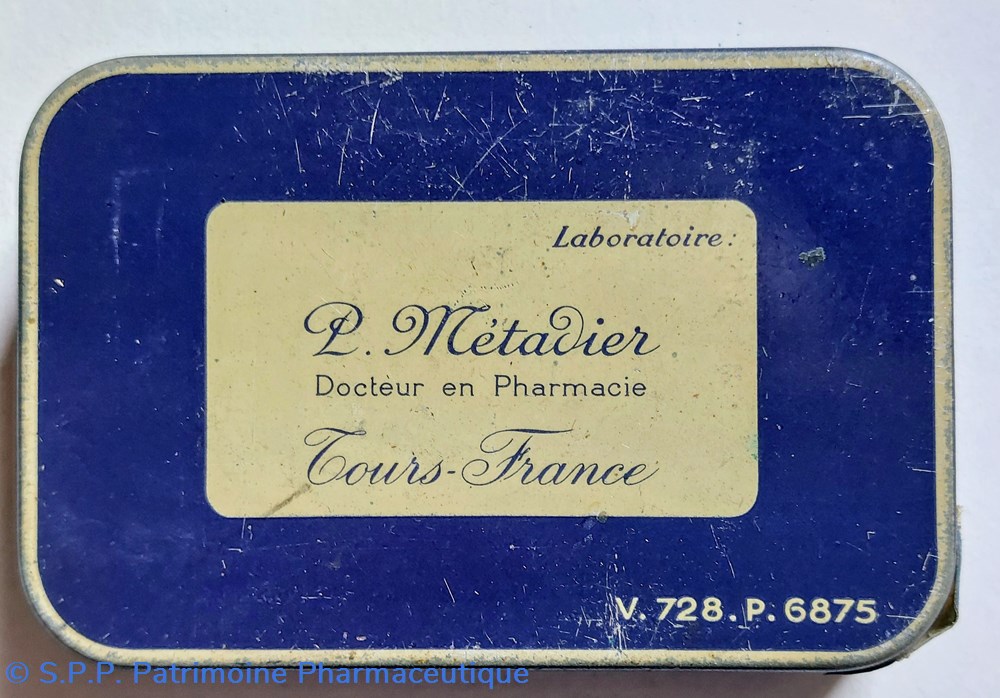 Laboratoire:
P. Métadier
Docteur en Pharmacie
Tours-France
V. 728. P. 6875
© S.P.P. Patrimoine Pharmaceutique